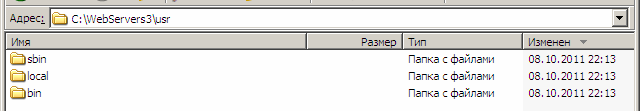 Адрес: C:\WebServers3\usr
Имя Размер Тип Изменен
sbin Папка с файлами 08.10.2011 22:13
local Папка с файлами 08.10.2011 22:13
bin Папка с файлами 08.10.2011 22:13